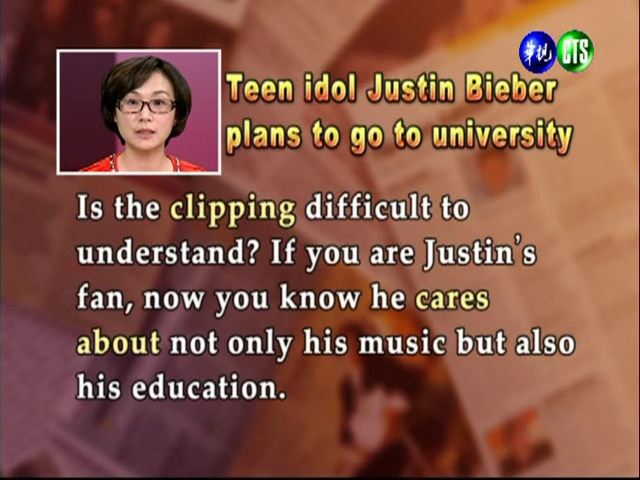 華視 CTS
Teen idol Justin Bieber
plans to go to university
Is the clipping difficult to
understand? If you are Justin's
fan, now you know he cares
about not only his music but also
his education.